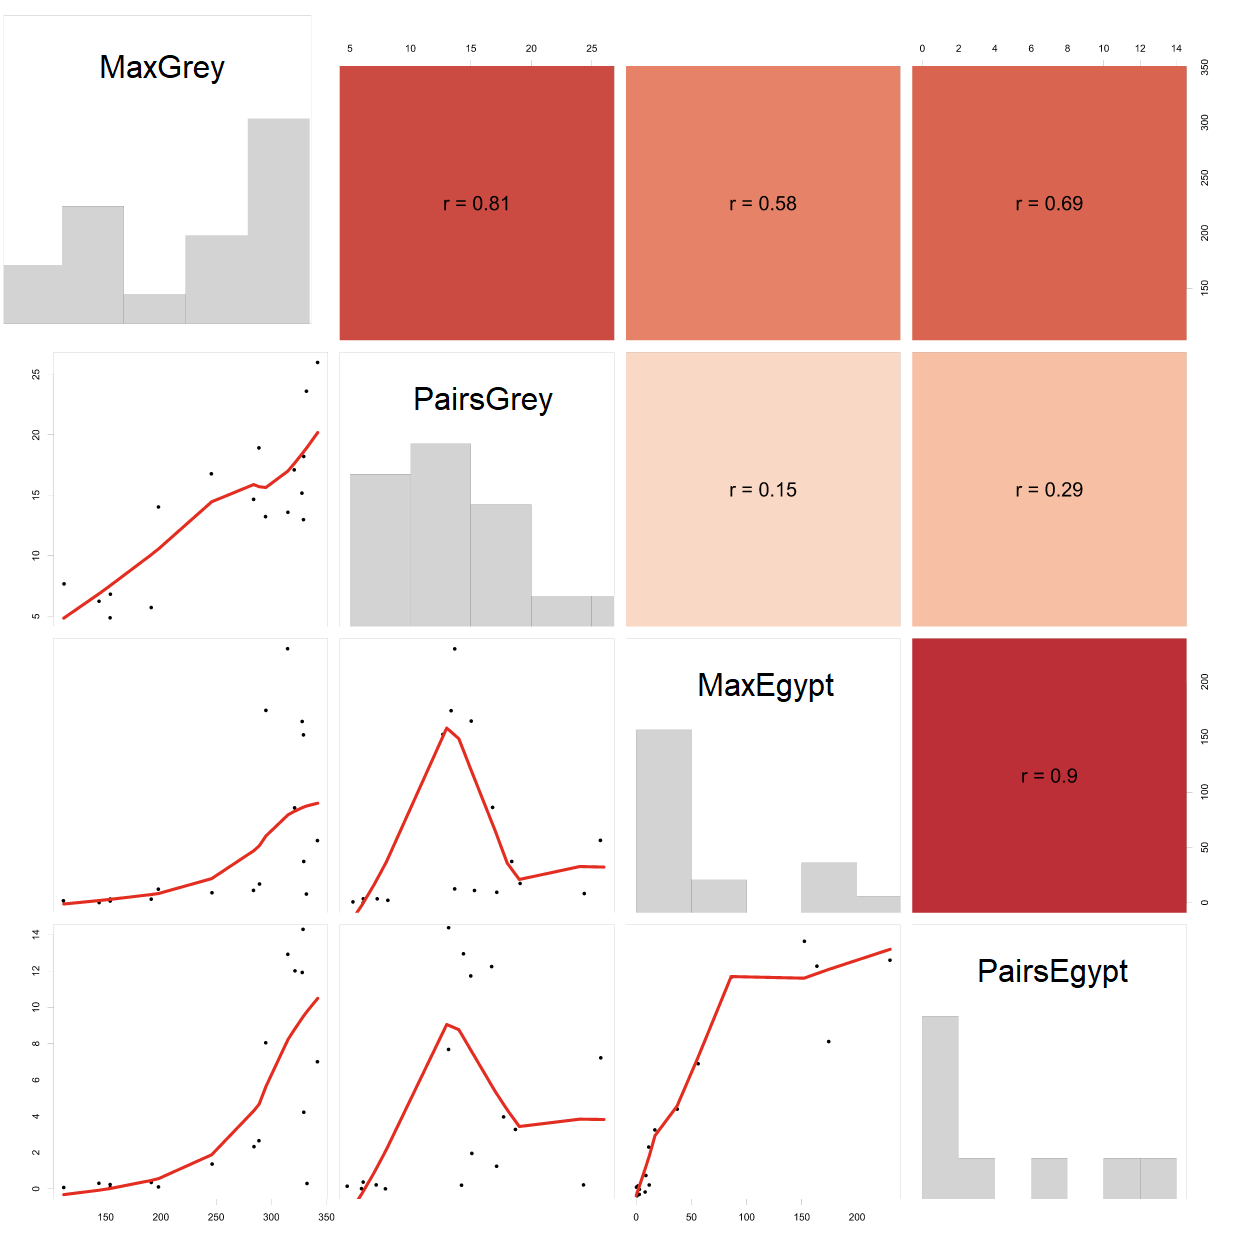 MaxGrey
5 10 15 20 25
0 2 4 6 8 10 12 14
r = 0.81
r = 0.58
r = 0.69
350
300
250
200
150
25
20
15
10
5
PairsGrey
r = 0.15
r = 0.29
MaxEgypt
r = 0.9
200
150
100
50
0
14
12
10
8
6
4
2
0
PairsEgypt
150 200 250 300 350
0 50 100 150 200